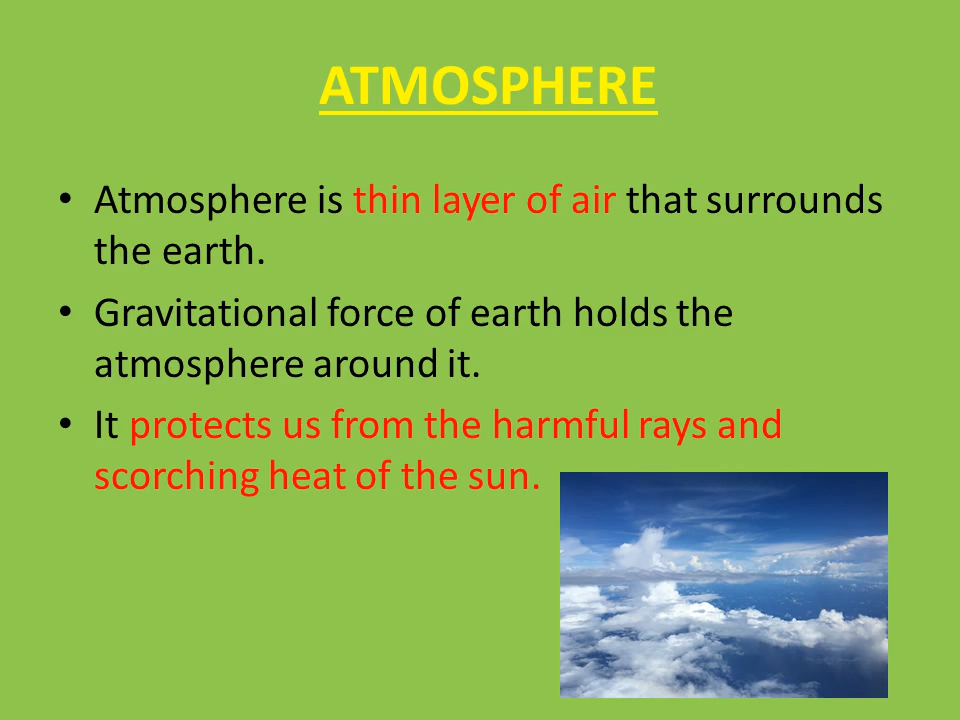 ATMOSPHERE
• Atmosphere is thin layer of air that surrounds
the earth.
• Gravitational force of earth holds the
atmosphere around it.
• It protects us from the harmful rays and
scorching heat of the sun.